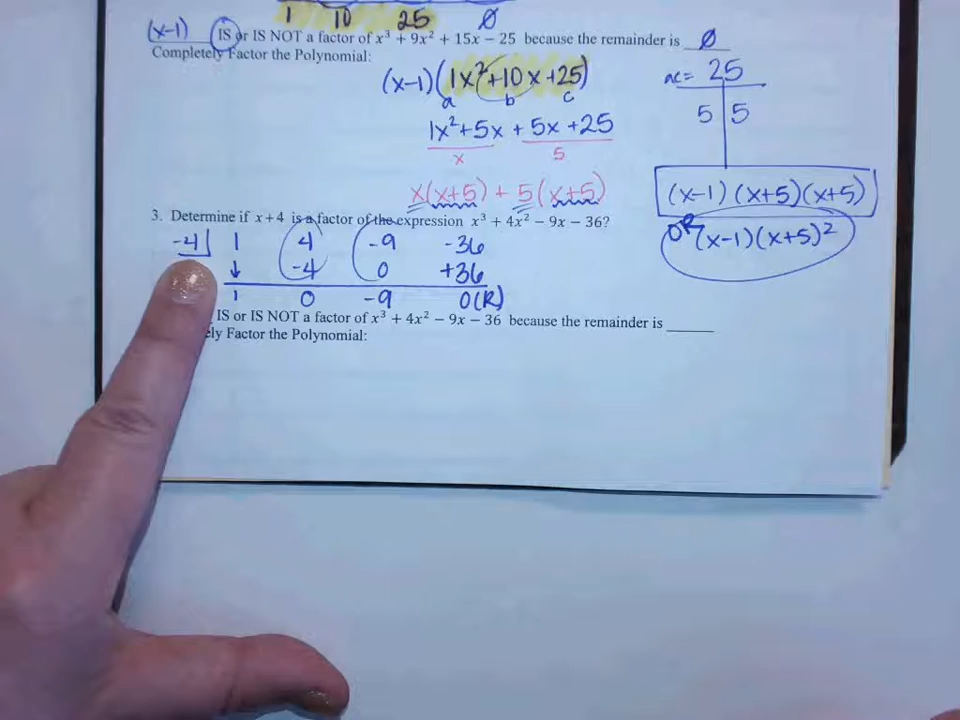 1 10 25 0
(x-1) IS or IS NOT a factor of x³ + 9x² + 15x − 25 because the remainder is 0
Completely Factor the Polynomial:
(x-1)(1x²+10x+25)
a b c
ac= 25
5 5
1x²+5x + 5x+25
x 5
x(x+5) + 5(x+5)
(x-1)(x+5)(x+5)
OR (x-1)(x+5)²
3. Determine if x + 4 is a factor of the expression x³ + 4x² − 9x − 36?
-4 1 4 -9 -36
↓ -4 0 +36
1 0 -9 0(R)
IS or IS NOT a factor of x³ + 4x² − 9x − 36 because the remainder is ______
ely Factor the Polynomial: